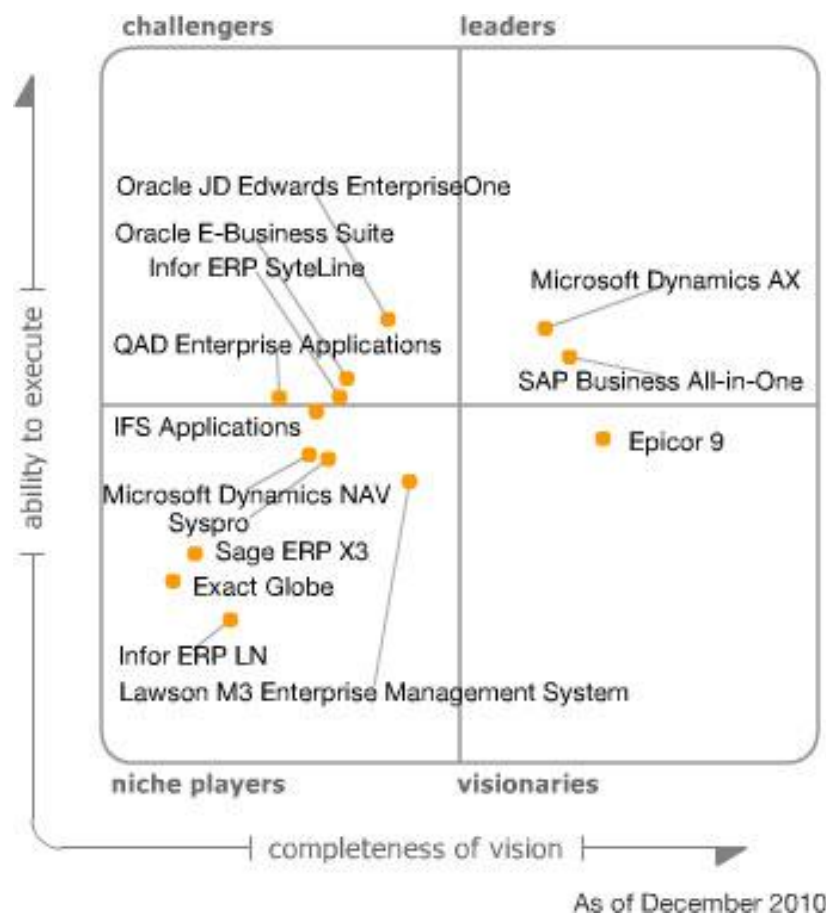 challengers
leaders
Oracle JD Edwards EnterpriseOne
Oracle E-Business Suite
Infor ERP SyteLine
Microsoft Dynamics AX
QAD Enterprise Applications
SAP Business All-in-One
IFS Applications
Epicor 9
Microsoft Dynamics NAV
Syspro
Sage ERP X3
Exact Globe
Infor ERP LN
Lawson M3 Enterprise Management System
niche players
visionaries
ability to execute
completeness of vision
As of December 2010